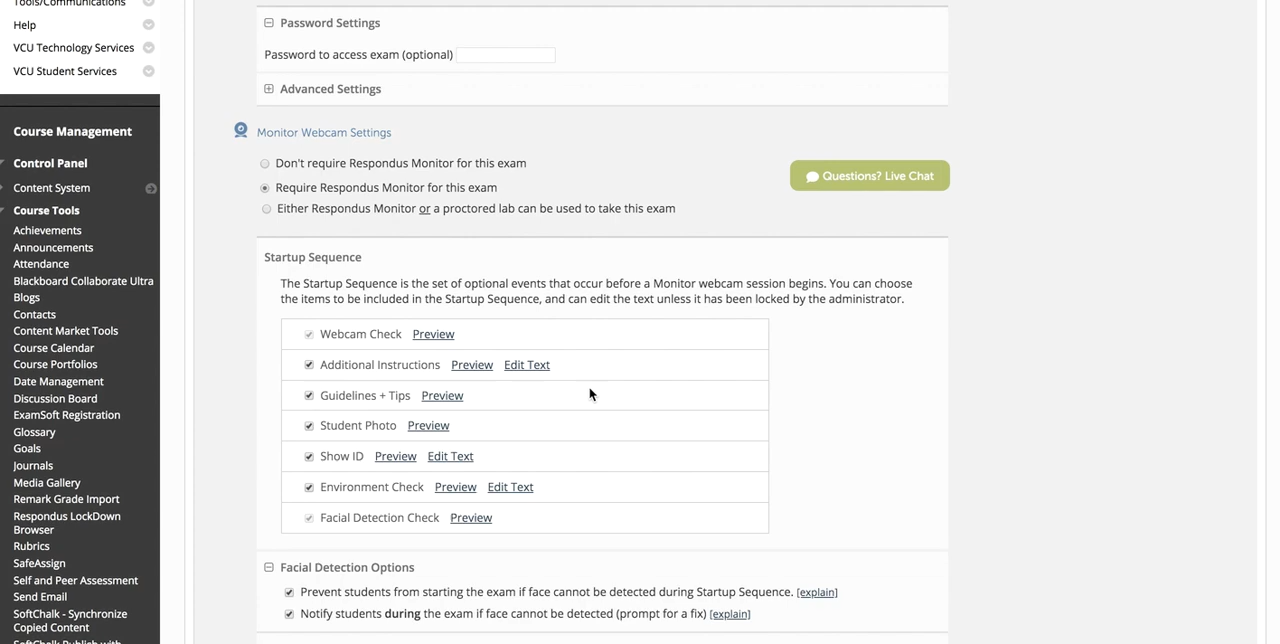 Tools/Communications
Help
VCU Technology Services
VCU Student Services
Course Management
Control Panel
Content System
Course Tools
Achievements
Announcements
Attendance
Blackboard Collaborate Ultra
Blogs
Contacts
Content Market Tools
Course Calendar
Course Portfolios
Date Management
Discussion Board
ExamSoft Registration
Glossary
Goals
Journals
Media Gallery
Remark Grade Import
Respondus LockDown
Browser
Rubrics
SafeAssign
Self and Peer Assessment
Send Email
SoftChalk - Synchronize
Copied Content
SoftChalk Publish with
Password Settings
Password to access exam (optional)
Advanced Settings
Monitor Webcam Settings
Don't require Respondus Monitor for this exam
Require Respondus Monitor for this exam
Either Respondus Monitor or a proctored lab can be used to take this exam
Questions? Live Chat
Startup Sequence
The Startup Sequence is the set of optional events that occur before a Monitor webcam session begins. You can choose
the items to be included in the Startup Sequence, and can edit the text unless it has been locked by the administrator.
Webcam Check Preview
Additional Instructions Preview Edit Text
Guidelines + Tips Preview
Student Photo Preview
Show ID Preview Edit Text
Environment Check Preview Edit Text
Facial Detection Check Preview
Facial Detection Options
Prevent students from starting the exam if face cannot be detected during Startup Sequence. [explain]
Notify students during the exam if face cannot be detected (prompt for a fix) [explain]